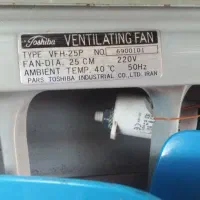 Toshiba VENTILATING FAN
TYPE VFH-25P NO. 6900101
FAN-DIA. 25 CM 220V
AMBIENT TEMP. 40 °C 50Hz
PARS TOSHIBA INDUSTRIAL CO., LTD. IRAN